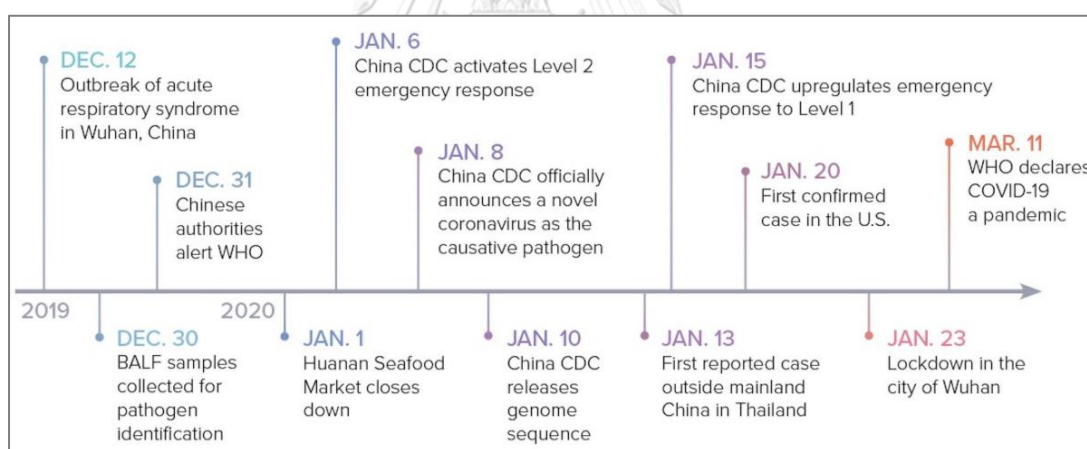 DEC. 12
Outbreak of acute
respiratory syndrome
in Wuhan, China
DEC. 31
Chinese
authorities
alert WHO
JAN. 6
China CDC activates Level 2
emergency response
JAN. 8
China CDC officially
announces a novel
coronavirus as the
causative pathogen
JAN. 15
China CDC upregulates emergency
response to Level 1
JAN. 20
First confirmed
case in the U.S.
MAR. 11
WHO declares
COVID-19
a pandemic
2019
2020
DEC. 30
BALF samples
collected for
pathogen
identification
JAN. 1
Huanan Seafood
Market closes
down
JAN. 10
China CDC
releases
genome
sequence
JAN. 13
First reported case
outside mainland
China in Thailand
JAN. 23
Lockdown in the
city of Wuhan